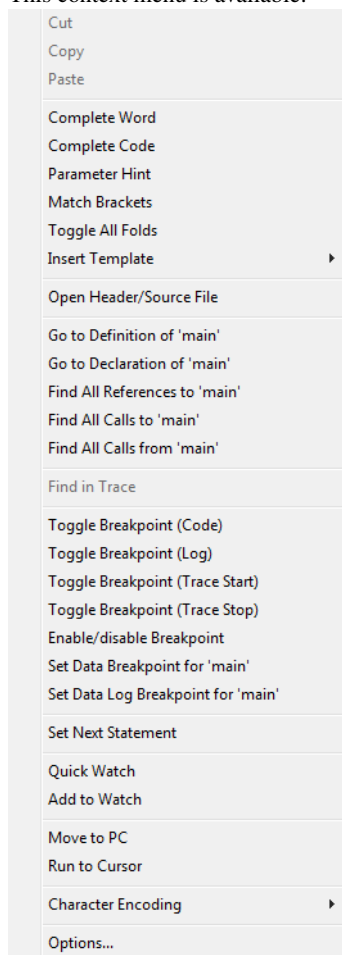 This context menu is available:
Cut
Copy
Paste
Complete Word
Complete Code
Parameter Hint
Match Brackets
Toggle All Folds
Insert Template
Open Header/Source File
Go to Definition of 'main'
Go to Declaration of 'main'
Find All References to 'main'
Find All Calls to 'main'
Find All Calls from 'main'
Find in Trace
Toggle Breakpoint (Code)
Toggle Breakpoint (Log)
Toggle Breakpoint (Trace Start)
Toggle Breakpoint (Trace Stop)
Enable/disable Breakpoint
Set Data Breakpoint for 'main'
Set Data Log Breakpoint for 'main'
Set Next Statement
Quick Watch
Add to Watch
Move to PC
Run to Cursor
Character Encoding
Options...